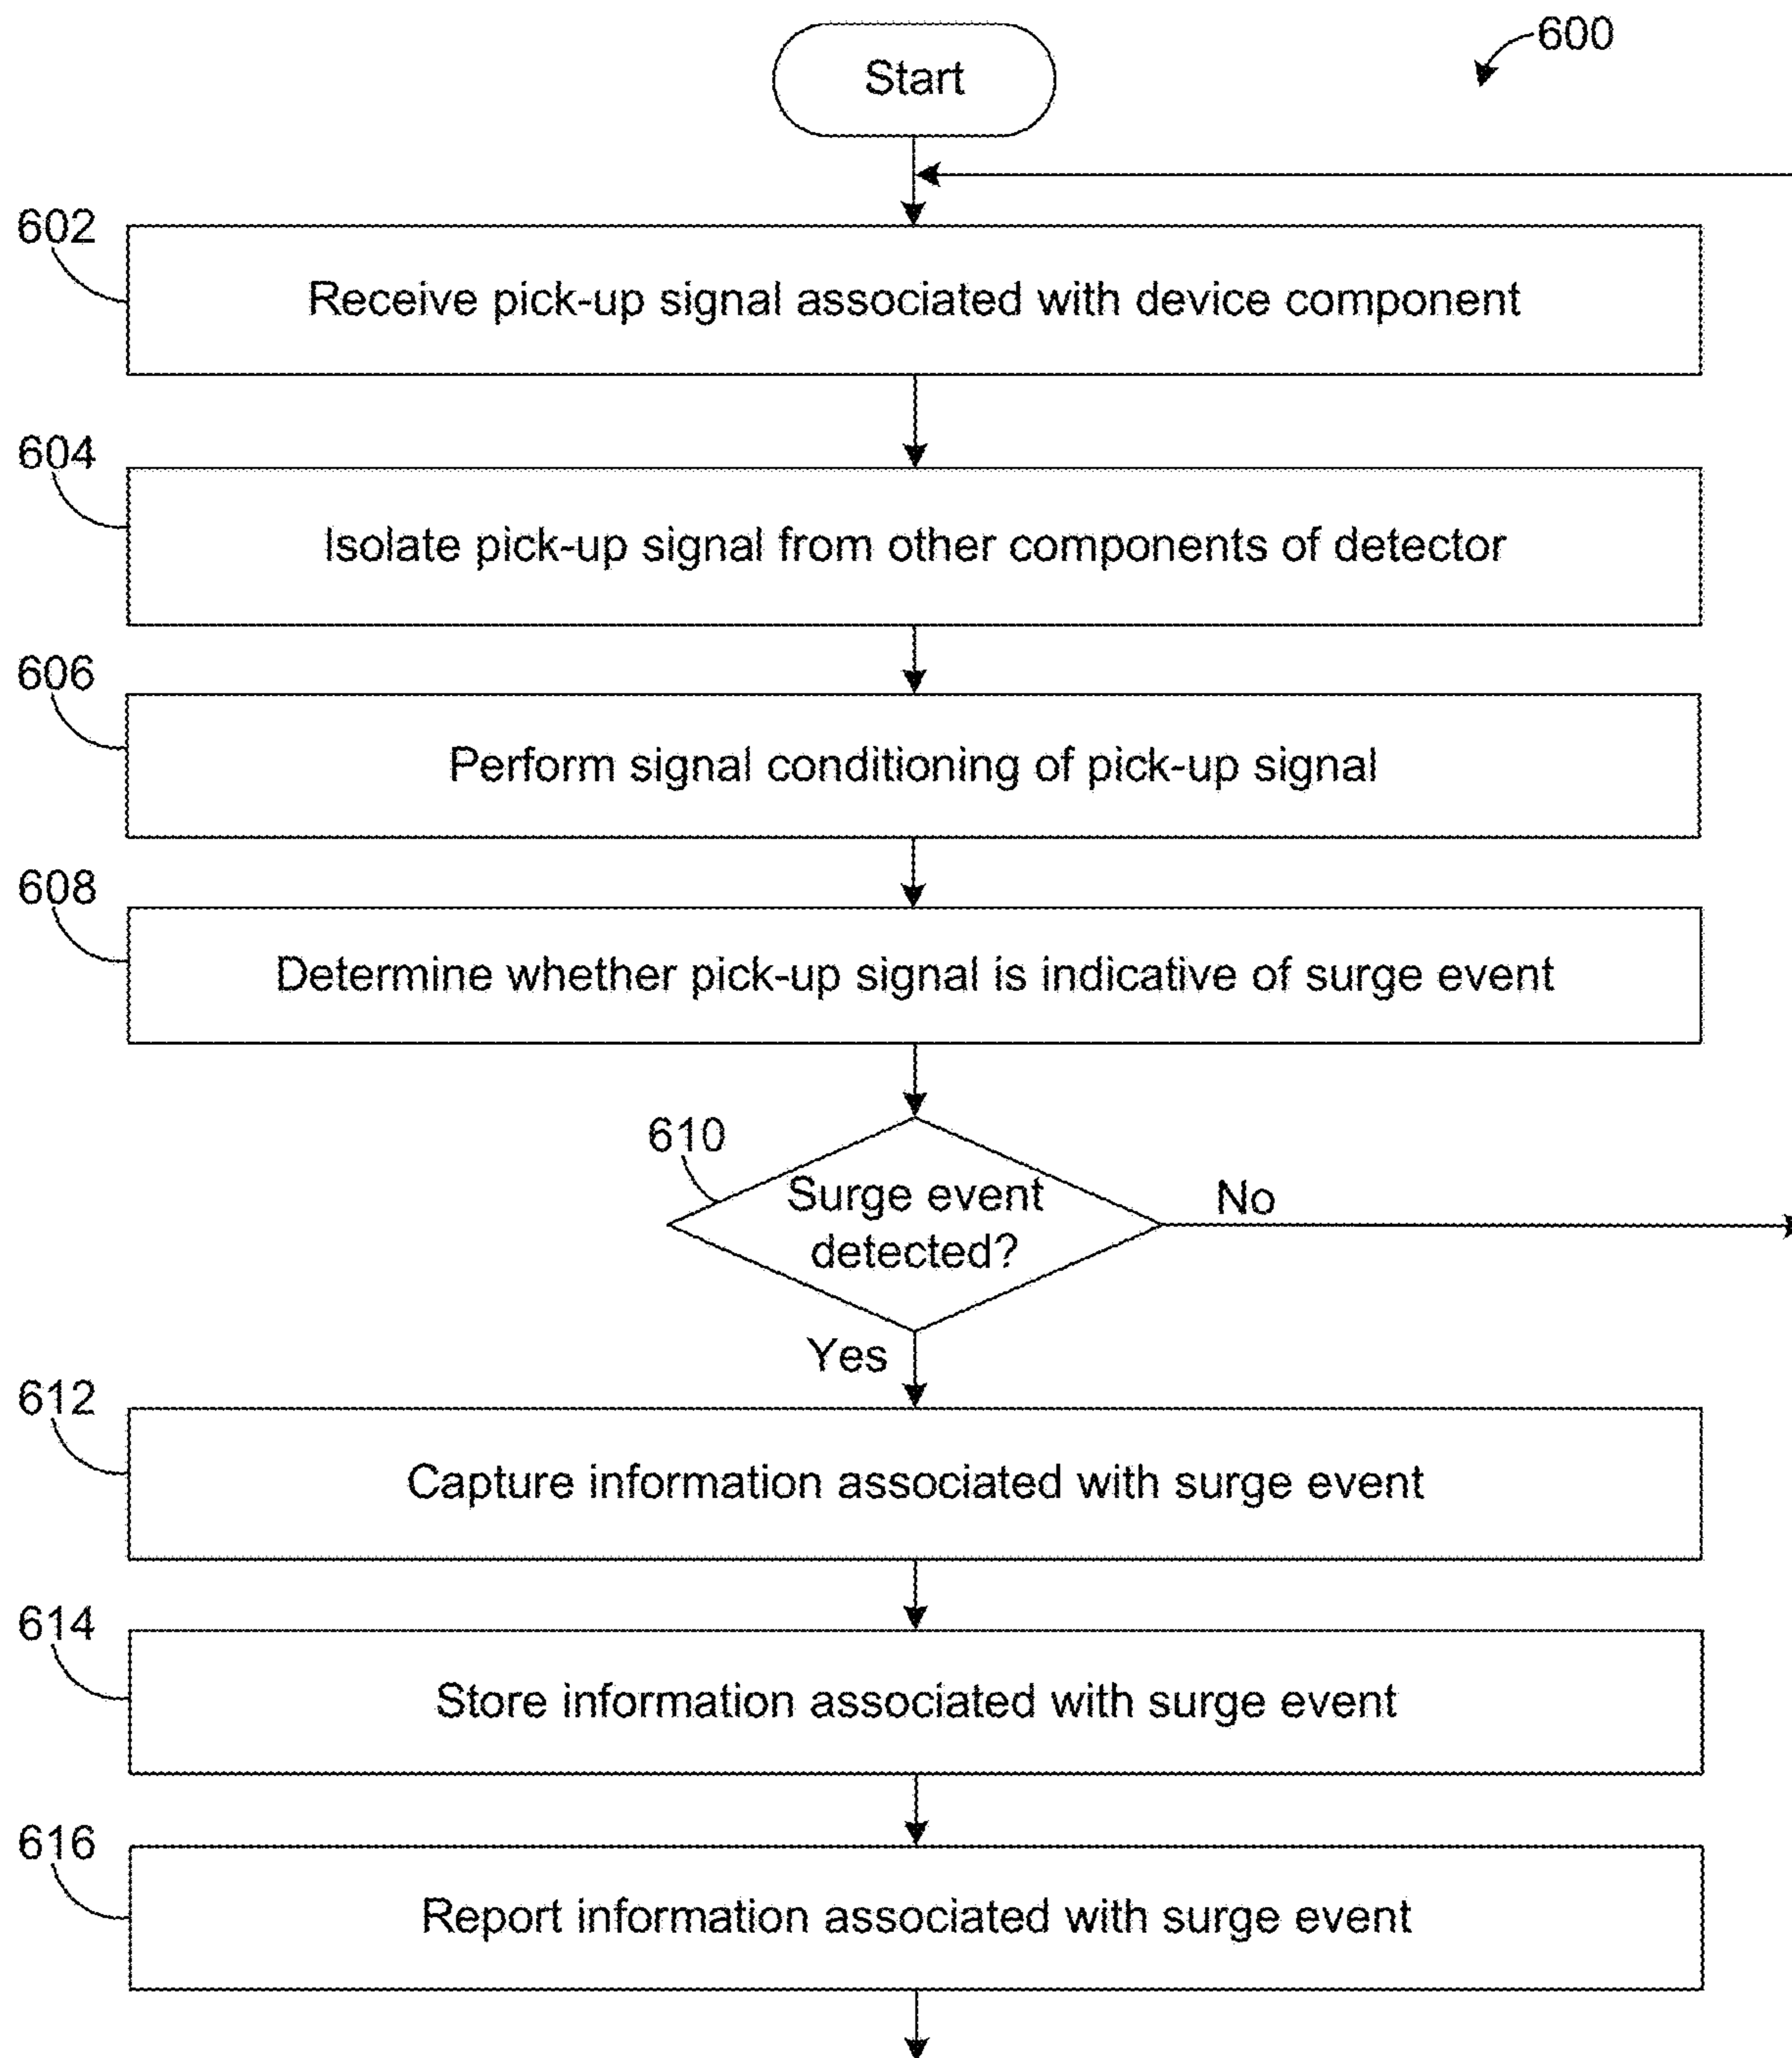 600
Start
602
Receive pick-up signal associated with device component
604
Isolate pick-up signal from other components of detector
606
Perform signal conditioning of pick-up signal
608
Determine whether pick-up signal is indicative of surge event
610
Surge event
detected?
No
Yes
612
Capture information associated with surge event
614
Store information associated with surge event
616
Report information associated with surge event